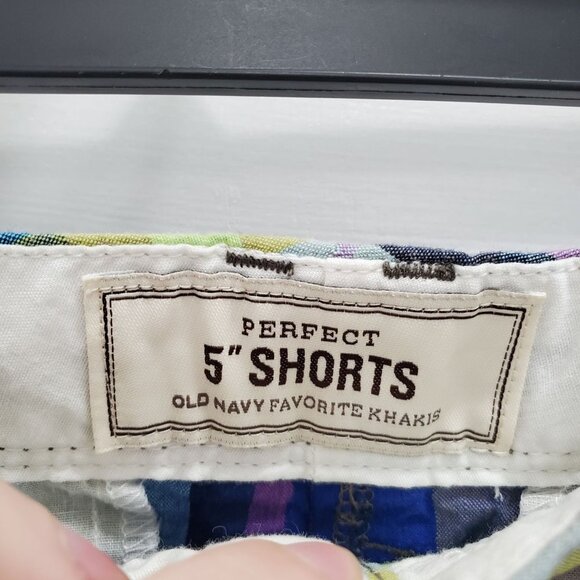 PERFECT
5" SHORTS
OLD NAVY FAVORITE KHAKIS